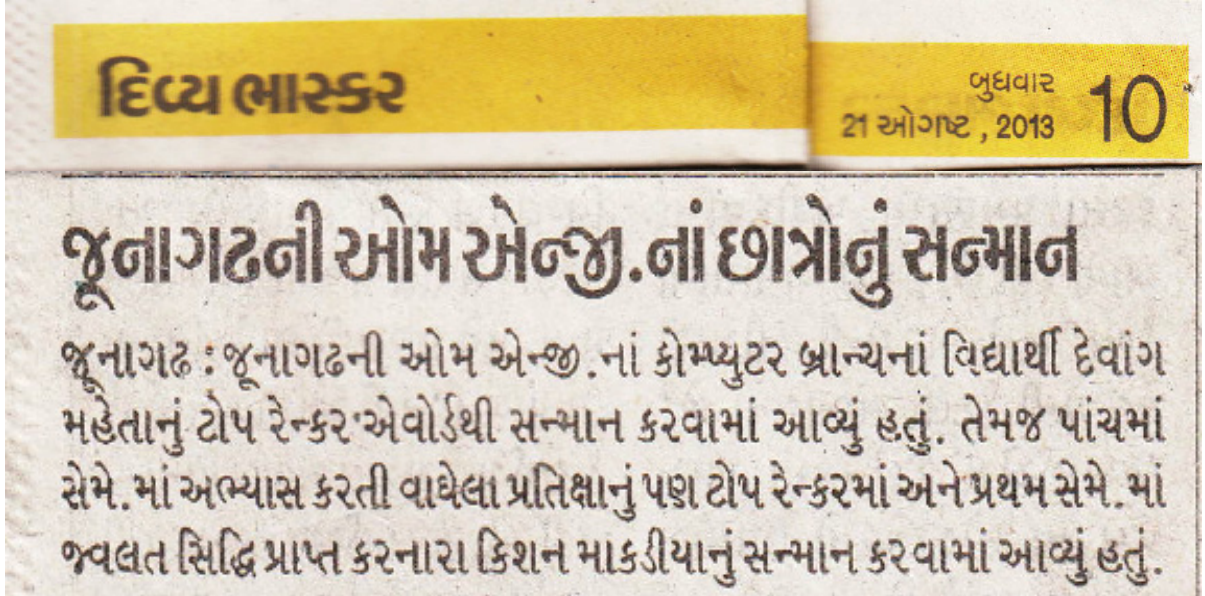 દિવ્ય ભાસ્કર
બુધવાર
21 ઓગષ્ટ , 2013
10
જૂનાગઢની ઓમ એન્જી.નાં છાત્રોનું સન્માન
જૂનાગઢ : જૂનાગઢની ઓમ એન્જી.નાં કોમ્પ્યુટર બ્રાન્ચનાં વિદ્યાર્થી દેવાંગ
મહેતાનું ટોપ રેન્કર એવોર્ડથી સન્માન કરવામાં આવ્યું હતું. તેમજ પાંચમાં
સેમે.માં અભ્યાસ કરતી વાઘેલા પ્રતિક્ષાનું પણ ટોપ રેન્કરમાં અને પ્રથમ સેમે.માં
જ્વલત સિદ્ધિ પ્રાપ્ત કરનારા કિશન માકડીયાનું સન્માન કરવામાં આવ્યું હતું.